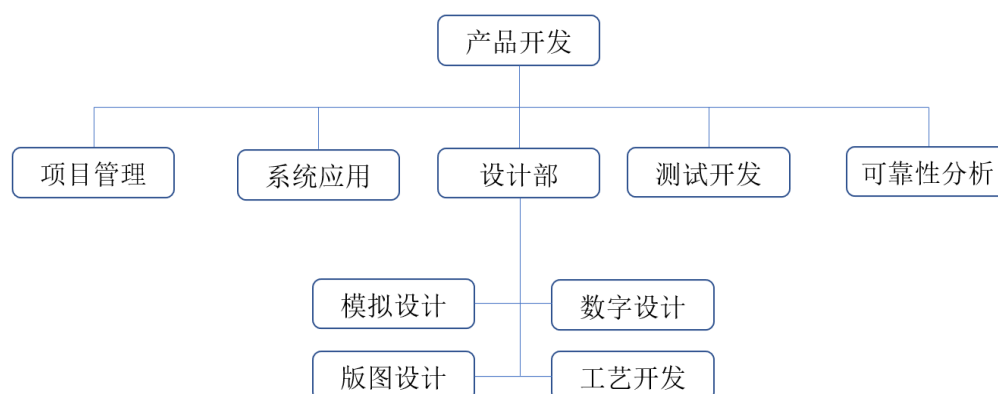 产品开发
项目管理
系统应用
设计部
测试开发
可靠性分析
模拟设计
数字设计
版图设计
工艺开发